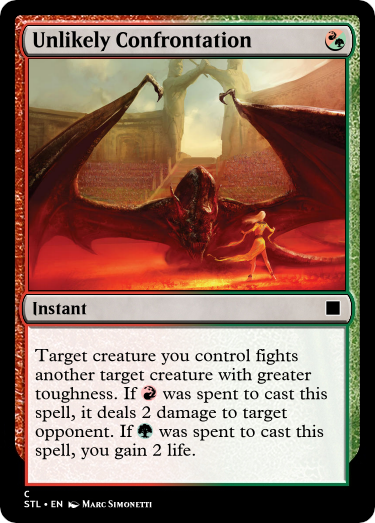 Unlikely Confrontation
Instant
Target creature you control fights
another target creature with greater
toughness. If was spent to cast this
spell, it deals 2 damage to target
opponent. If was spent to cast this
spell, you gain 2 life.
C
STL • EN Marc Simonetti